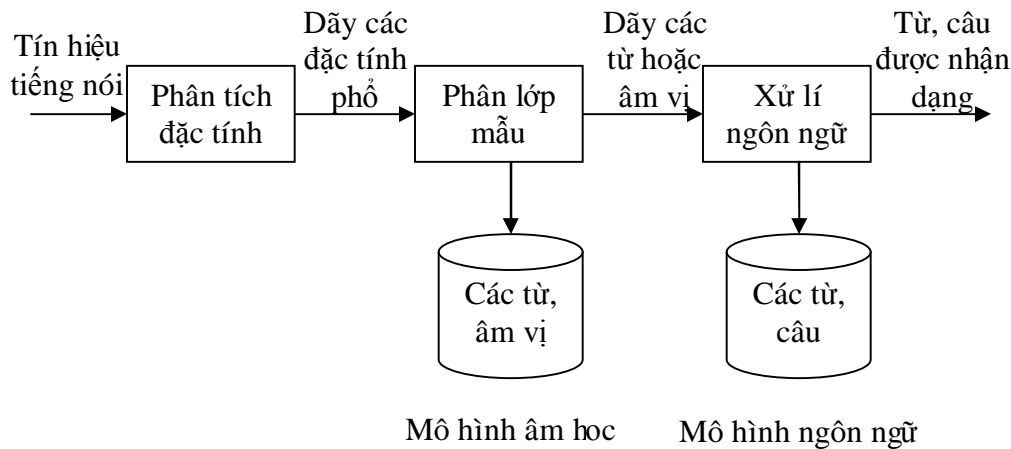 Tín hiệu
tiếng nói
Phân tích
đặc tính
Dãy các
đặc tính
phổ
Phân lớp
mẫu
Dãy các
từ hoặc
âm vị
Xử lí
ngôn ngữ
Từ, câu
được nhận
dạng
Các từ,
âm vị
Các từ,
câu
Mô hình âm hoc
Mô hình ngôn ngữ